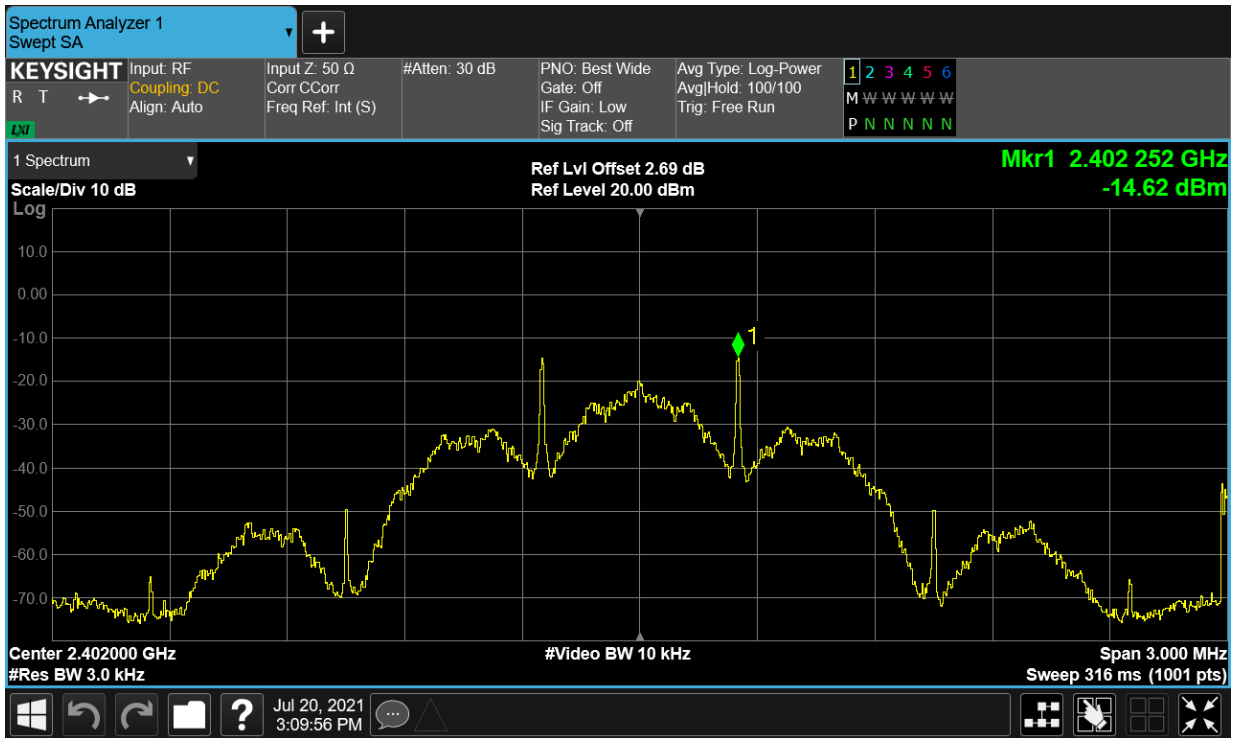 Spectrum Analyzer 1
Swept SA
KEYSIGHT
R T
LXI
Input: RF
Coupling: DC
Align: Auto
Input Z: 50 Ω
Corr CCorr
Freq Ref: Int (S)
#Atten: 30 dB
PNO: Best Wide
Gate: Off
IF Gain: Low
Sig Track: Off
Avg Type: Log-Power
Avg|Hold: 100/100
Trig: Free Run
1 2 3 4 5 6
M W W W W W
P N N N N N
1 Spectrum
Scale/Div 10 dB
Log
Ref Lvl Offset 2.69 dB
Ref Level 20.00 dBm
Mkr1 2.402 252 GHz
-14.62 dBm
10.0
0.00
-10.0
-20.0
-30.0
-40.0
-50.0
-60.0
-70.0
1
Center 2.402000 GHz
#Res BW 3.0 kHz
#Video BW 10 kHz
Span 3.000 MHz
Sweep 316 ms (1001 pts)
?
Jul 20, 2021
3:09:56 PM